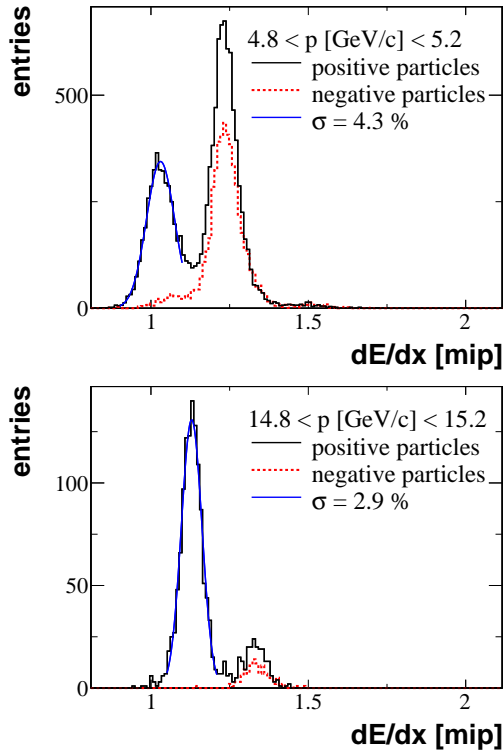 entries
4.8 < p [GeV/c] < 5.2
positive particles
negative particles
σ = 4.3 %
500
0
1 1.5 2
dE/dx [mip]
entries
14.8 < p [GeV/c] < 15.2
positive particles
negative particles
σ = 2.9 %
100
50
0
1 1.5 2
dE/dx [mip]